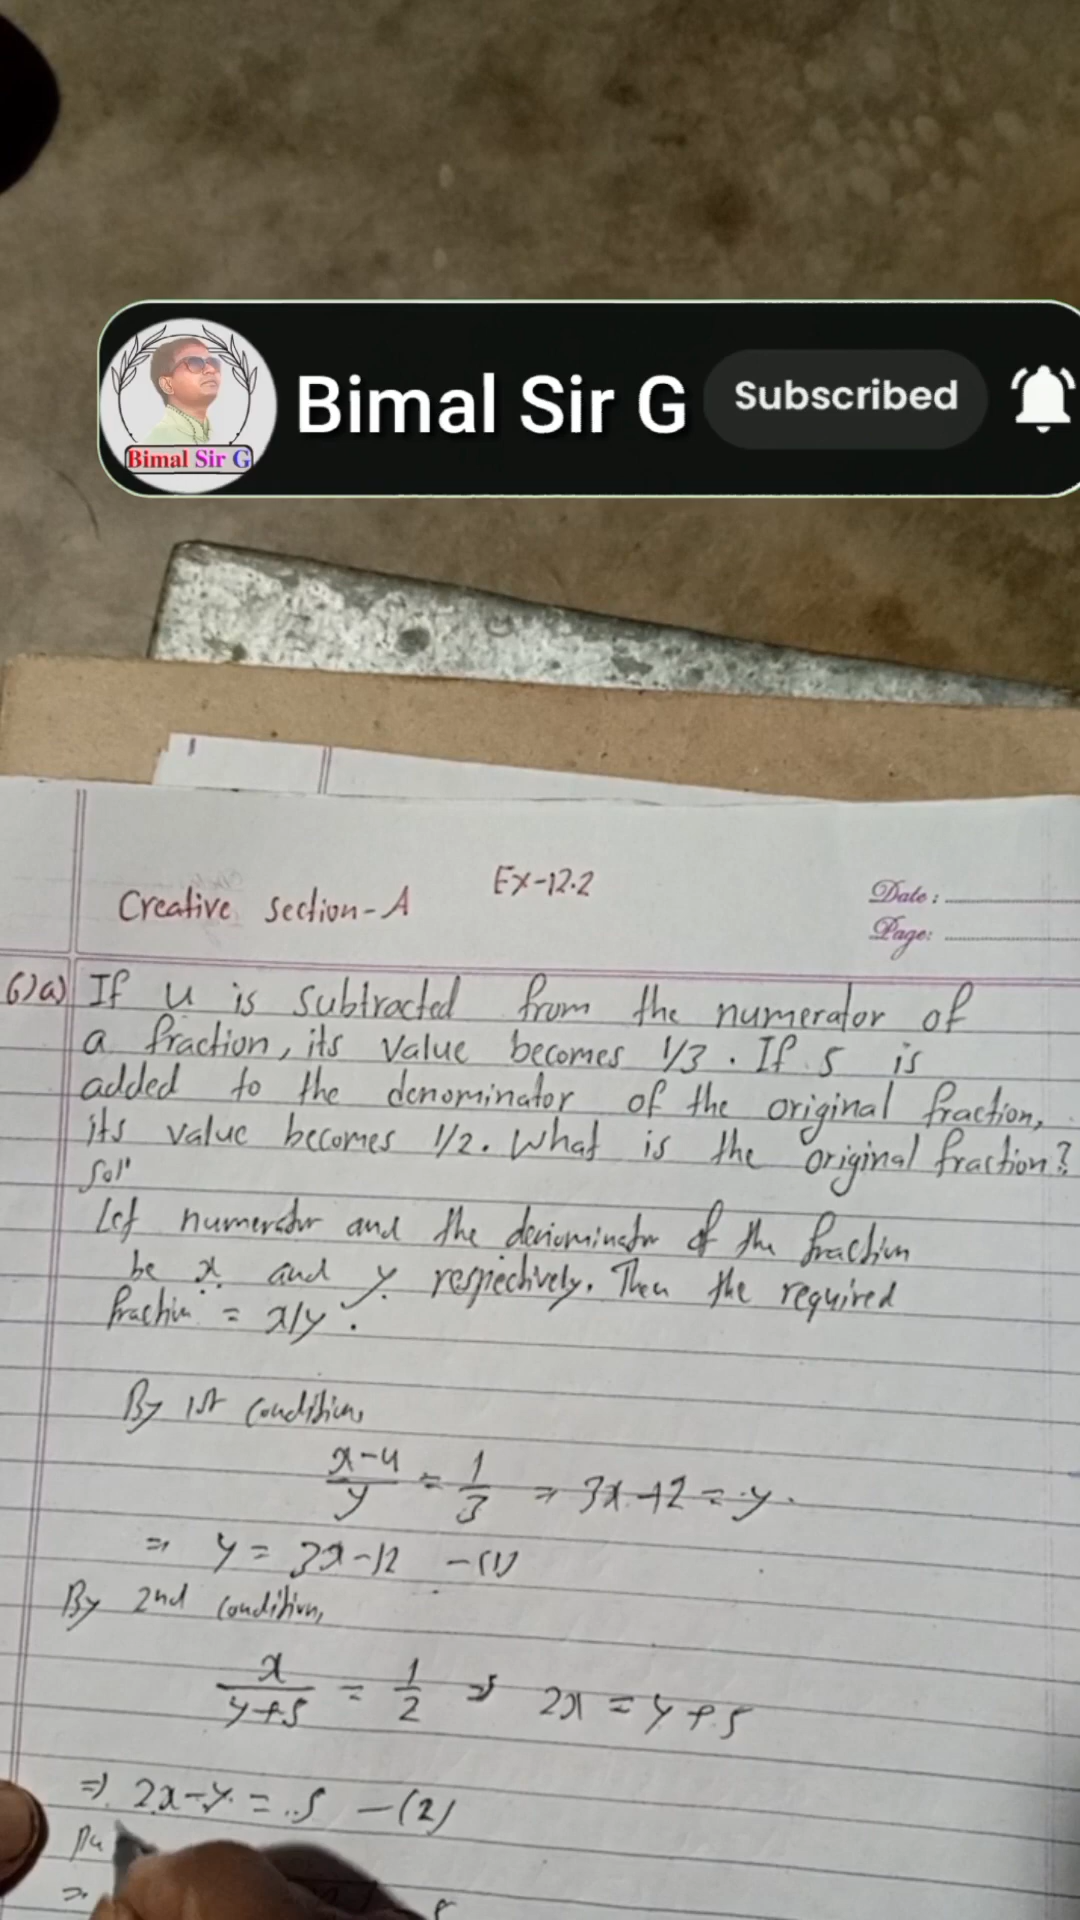 Bimal Sir G Subscribed
Bimal Sir G
Ex-12.2
Creative section-A
Date:
Page:
6)a) If 4 is subtracted from the numerator of
a fraction, its value becomes 1/3. If 5 is
added to the denominator of the original fraction,
its value becomes 1/2. What is the original fraction?
Solⁿ
Let numerator and the denominator of the fraction
be x and y respectively. Then the required
fraction = x/y.
By 1st condition,
x-4/y = 1/3 ⇒ 3x-12 = y.
⇒ y = 3x-12 -(1)
By 2nd condition,
x/y+5 = 1/2 ⇒ 2x = y+5
⇒ 2x-y = 5 -(2)